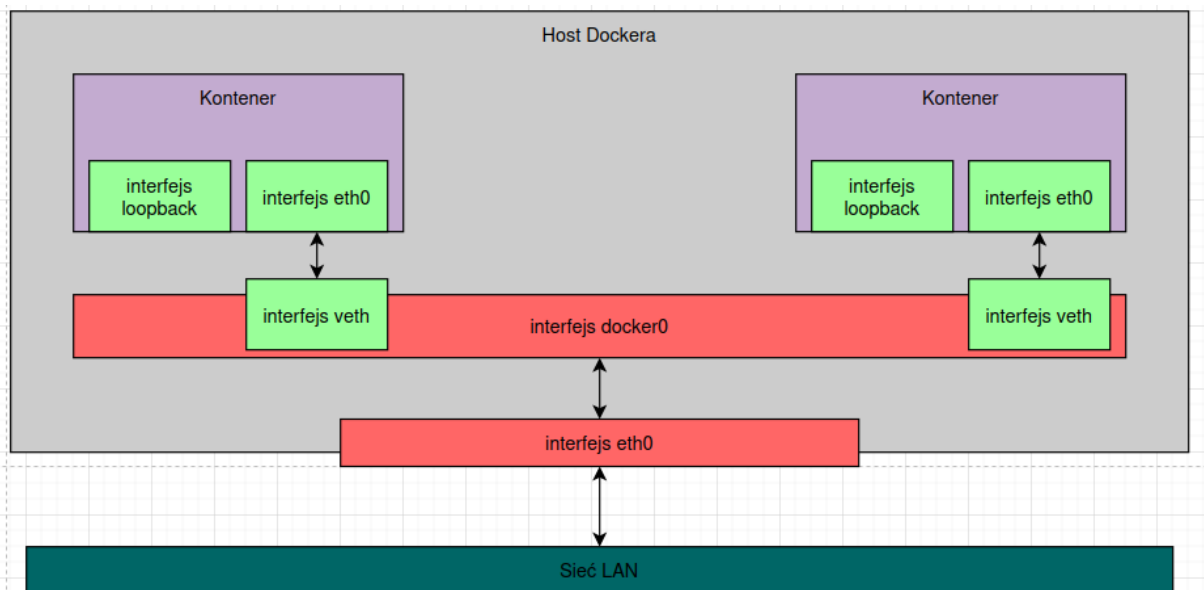 Host Dockera
Kontener
Kontener
interfejs
loopback
interfejs eth0
interfejs
loopback
interfejs eth0
interfejs veth
interfejs docker0
interfejs veth
interfejs eth0
Sieć LAN